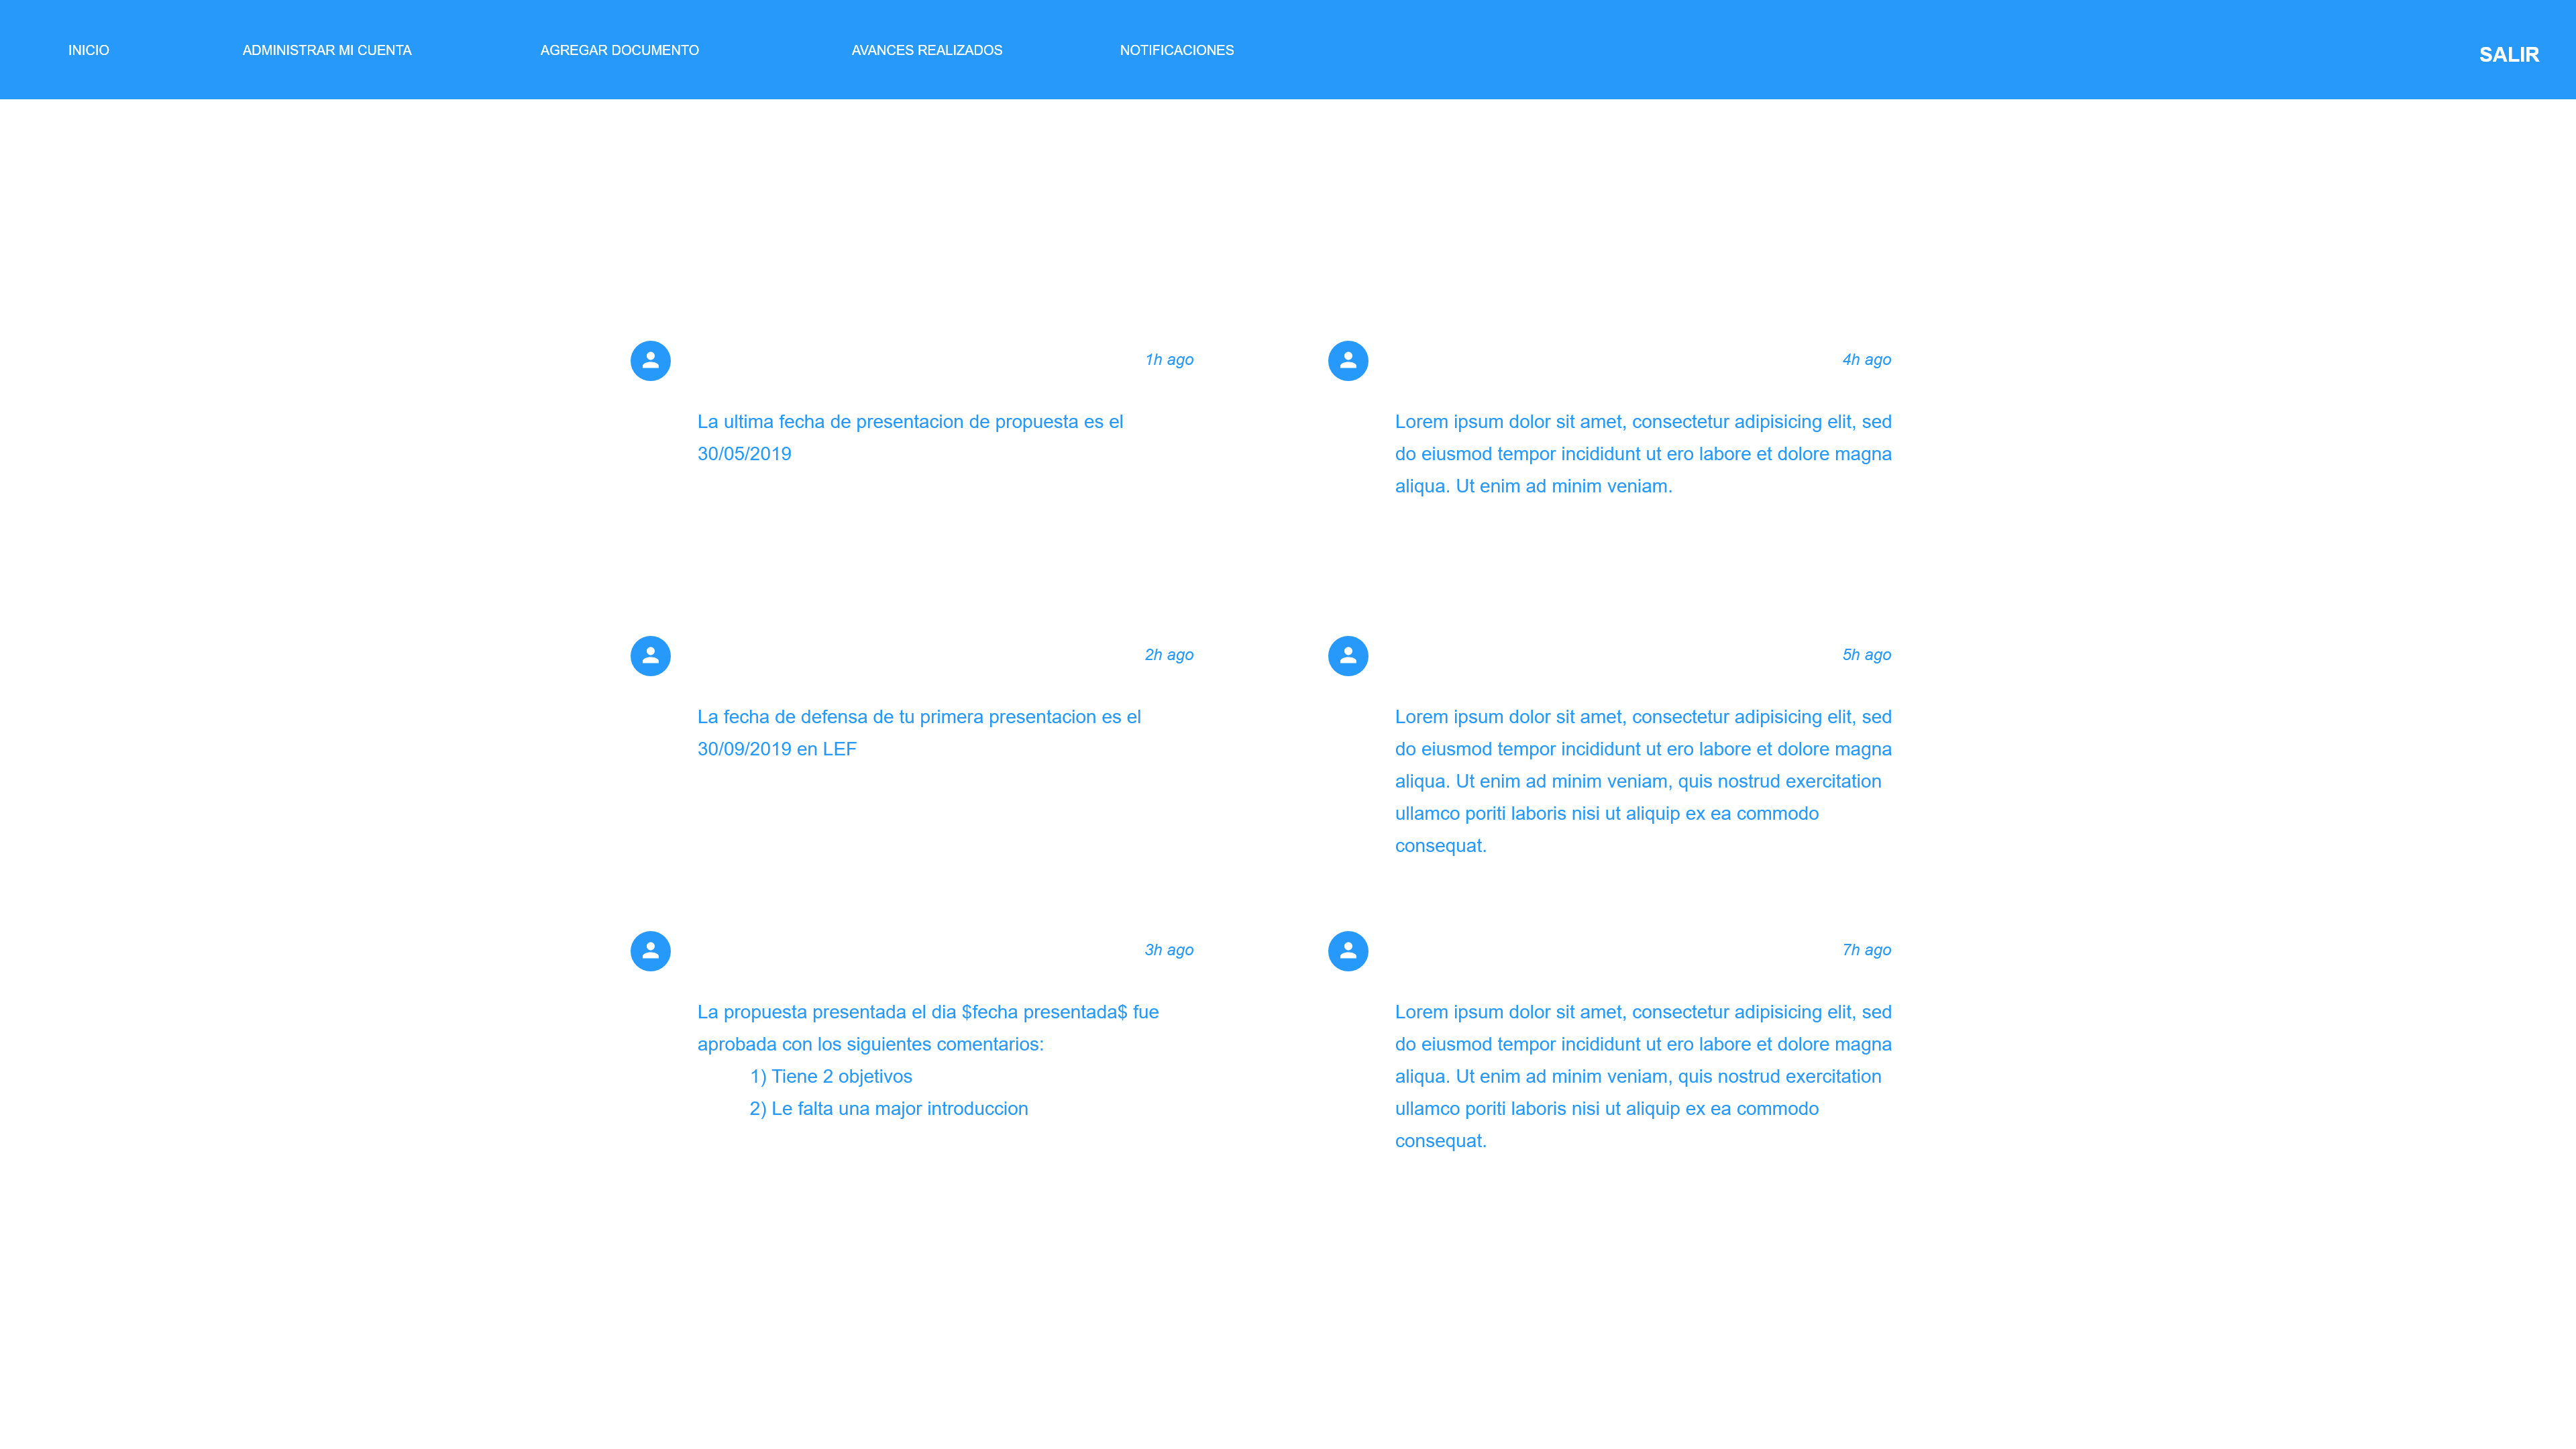 INICIO ADMINISTRAR MI CUENTA AGREGAR DOCUMENTO AVANCES REALIZADOS NOTIFICACIONES SALIR
1h ago
La ultima fecha de presentacion de propuesta es el
30/05/2019
2h ago
La fecha de defensa de tu primera presentacion es el
30/09/2019 en LEF
3h ago
La propuesta presentada el dia $fecha presentada$ fue
aprobada con los siguientes comentarios:
1) Tiene 2 objetivos
2) Le falta una major introduccion
4h ago
Lorem ipsum dolor sit amet, consectetur adipisicing elit, sed
do eiusmod tempor incididunt ut ero labore et dolore magna
aliqua. Ut enim ad minim veniam.
5h ago
Lorem ipsum dolor sit amet, consectetur adipisicing elit, sed
do eiusmod tempor incididunt ut ero labore et dolore magna
aliqua. Ut enim ad minim veniam, quis nostrud exercitation
ullamco poriti laboris nisi ut aliquip ex ea commodo
consequat.
7h ago
Lorem ipsum dolor sit amet, consectetur adipisicing elit, sed
do eiusmod tempor incididunt ut ero labore et dolore magna
aliqua. Ut enim ad minim veniam, quis nostrud exercitation
ullamco poriti laboris nisi ut aliquip ex ea commodo
consequat.